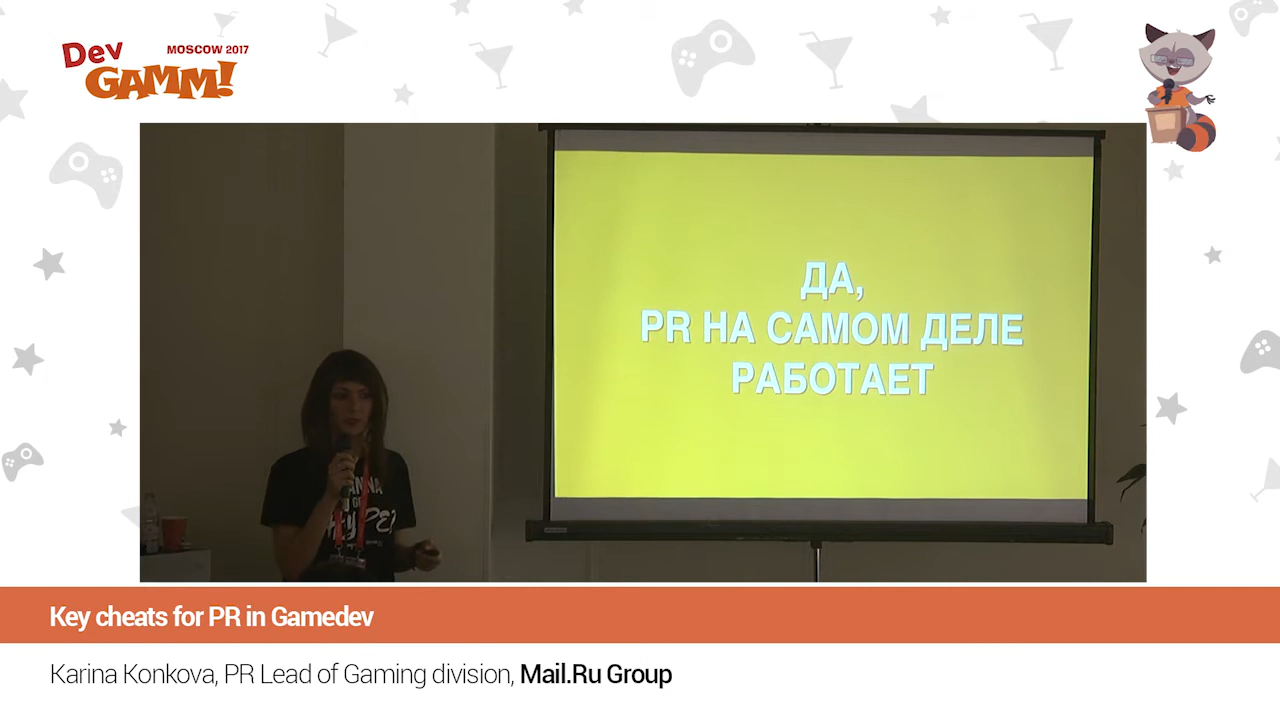 Dev
GAMM!
MOSCOW 2017
ДА,
PR НА САМОМ ДЕЛЕ
РАБОТАЕТ
Key cheats for PR in Gamedev
Karina Konkova, PR Lead of Gaming division, Mail.Ru Group